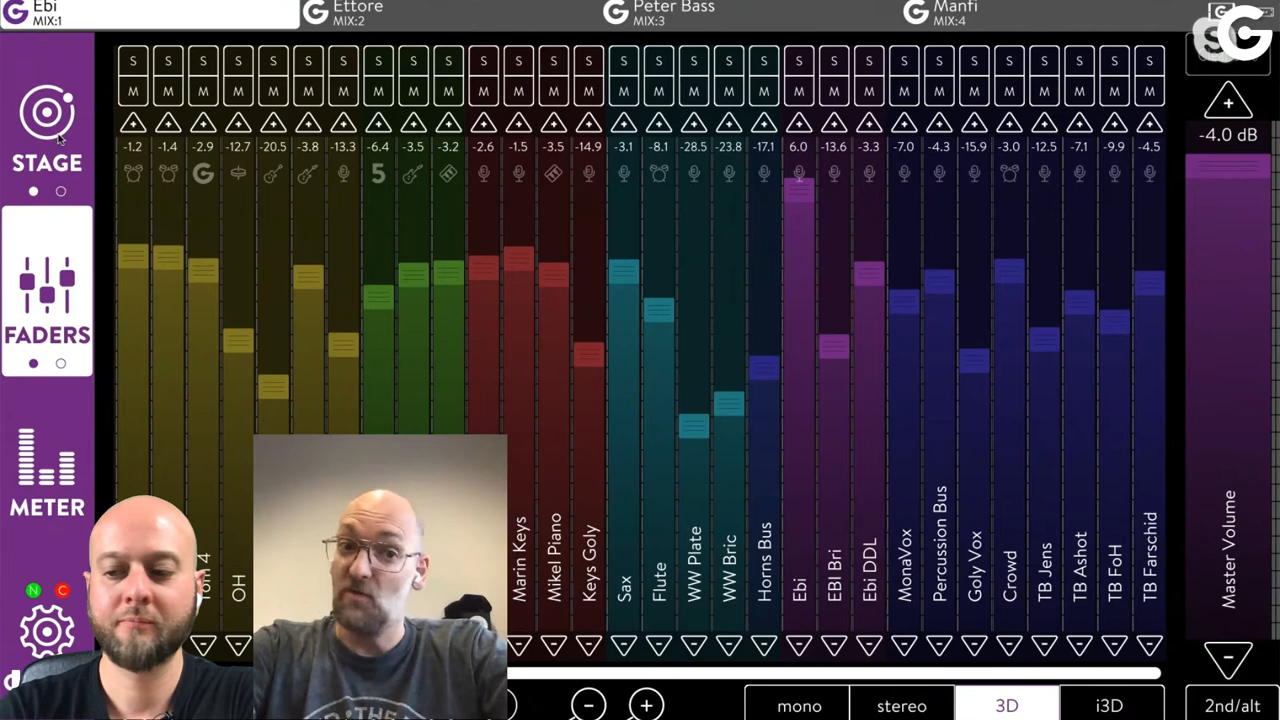 Ebi
MIX:1
Ettore
MIX:2
Peter Bass
MIX:3
Manfi
MIX:4
S S S S S S S S S S S S S S S S S S S S S S S S S S S S S S
M M M M M M M M M M M M M M M M M M M M M M M M M M M M M M
-1.2 -1.4 -2.9 -12.7 -20.5 -3.8 -13.3 -6.4 -3.5 -3.2 -2.6 -1.5 -3.5 -14.9 -3.1 -8.1 -28.5 -23.8 -17.1 6.0 -13.6 -3.3 -7.0 -4.3 -15.9 -3.0 -12.5 -7.1 -9.9 -4.5
5
STAGE
FADERS
METER
N C
OH
Marin Keys
Mikel Piano
Keys Goly
Sax
Flute
WW Plate
WW Bric
Horns Bus
Ebi
EBI Bri
Ebi DDL
MonaVox
Percussion Bus
Goly Vox
Crowd
TB Jens
TB Ashot
TB FoH
TB Farschid
+
-4.0 dB
Master Volume
−
− +
mono stereo 3D i3D
2nd/alt